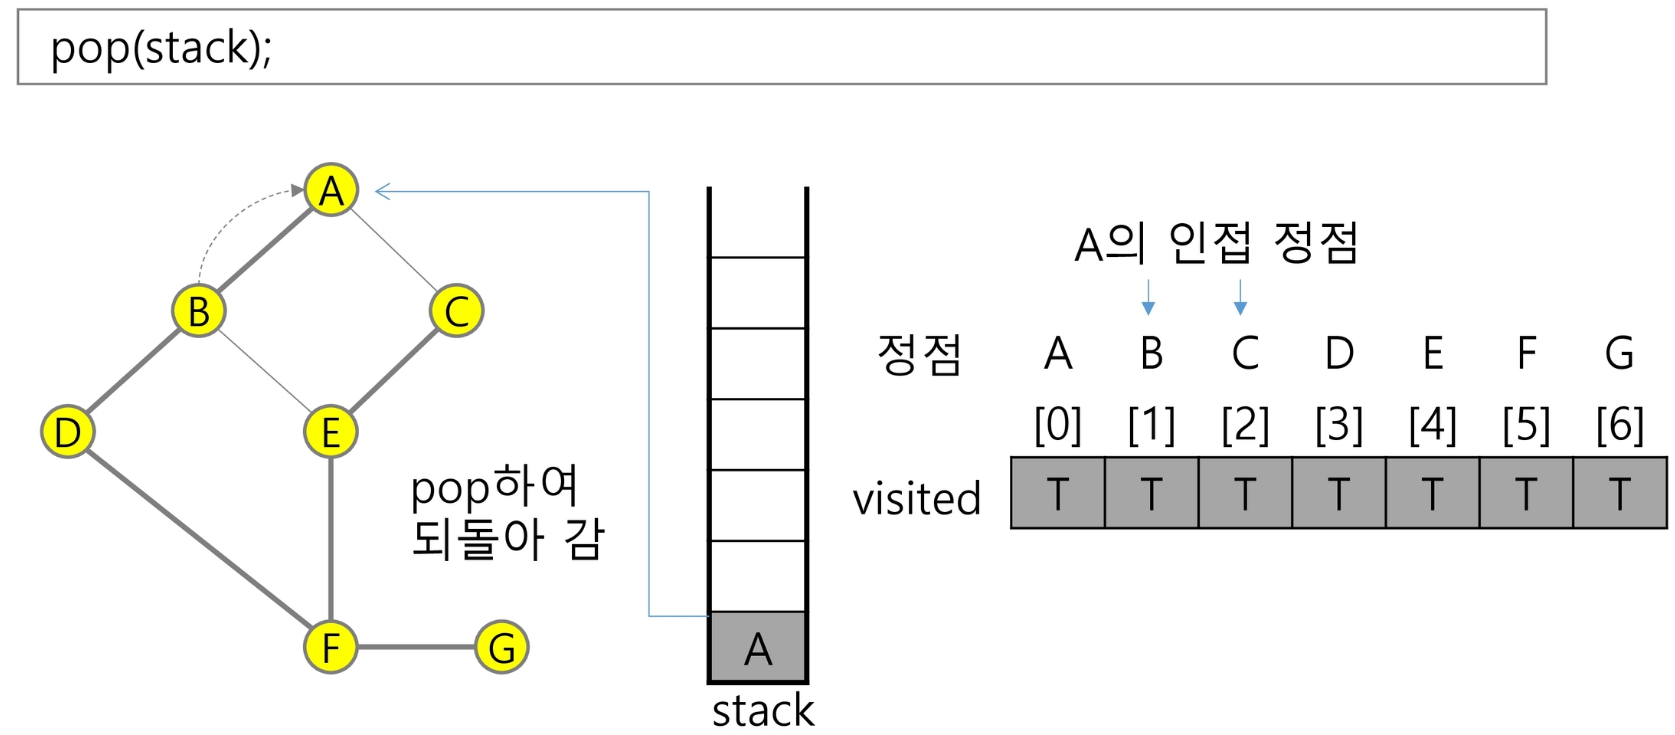 pop(stack);
A
B
C
D
E
F
G
pop하여
되돌아 감
A
stack
A의 인접 정점
정점 A B C D E F G
[0] [1] [2] [3] [4] [5] [6]
visited T T T T T T T